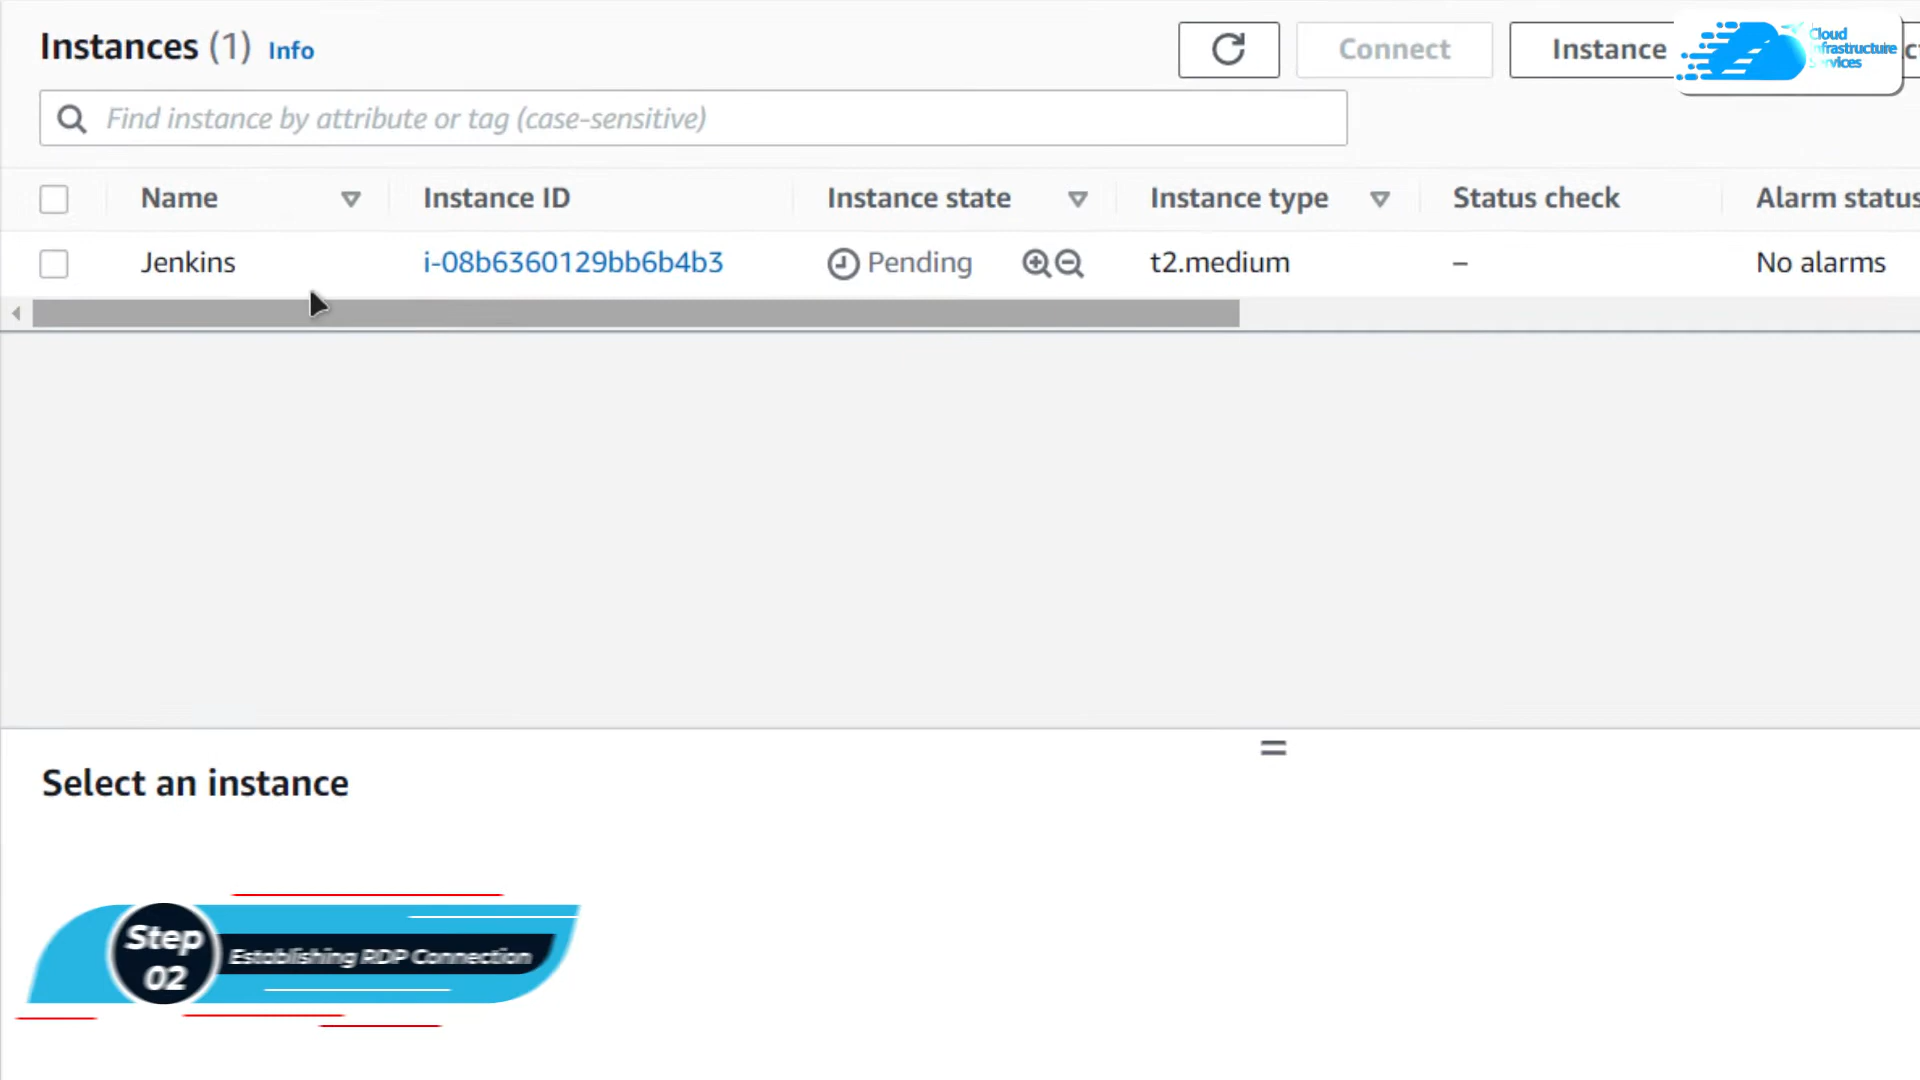 Instances (1) Info
Connect
Instance
Cloud
Infrastructure
Services
Find instance by attribute or tag (case-sensitive)
Name
Instance ID
Instance state
Instance type
Status check
Alarm status
Jenkins
i-08b6360129bb6b4b3
Pending
t2.medium
–
No alarms
Select an instance
Step
02
Establishing RDP Connection